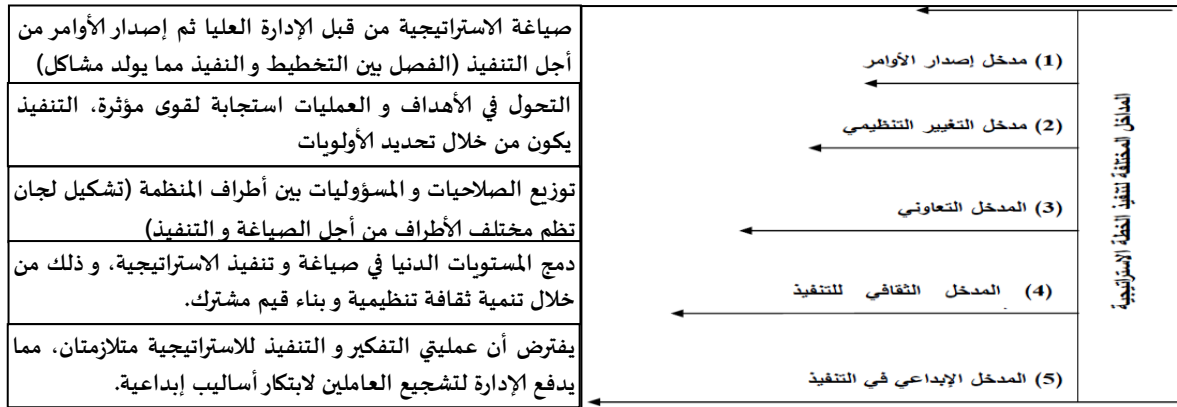 المداخل المختلفة لتنفيذ الخطة الإستراتيجية
(1) مدخل إصدار الأوامر
صياغة الاستراتيجية من قبل الإدارة العليا ثم إصدار الأوامر من
أجل التنفيذ (الفصل بين التخطيط و النفيذ مما يولد مشاكل)
(2) مدخل التغيير التنظيمي
التحول في الأهداف و العمليات استجابة لقوى مؤثرة، التنفيذ
يكون من خلال تحديد الأولويات
(3) المدخل التعاوني
توزيع الصلاحيات و المسؤوليات بين أطراف المنظمة (تشكيل لجان
تظم مختلف الأطراف من أجل الصياغة و التنفيذ)
(4) المدخل الثقافي للتنفيذ
دمج المستويات الدنيا في صياغة و تنفيذ الاستراتيجية، و ذلك من
خلال تنمية ثقافة تنظيمية و بناء قيم مشترك.
(5) المدخل الإبداعي في التنفيذ
يفترض أن عمليتي التفكير و التنفيذ للاستراتيجية متلازمتان، مما
يدفع الإدارة لتشجيع العاملين لابتكار أساليب إبداعية.